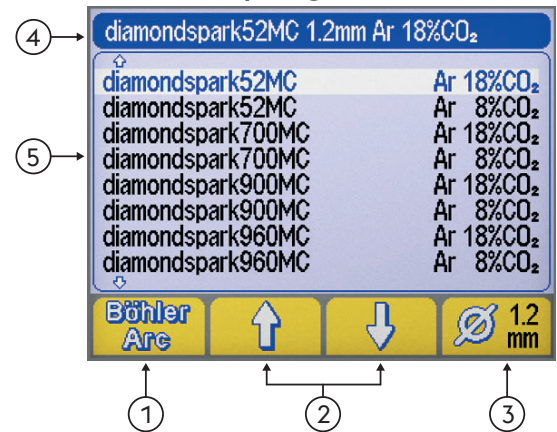 ④ diamondspark52MC 1.2mm Ar 18%CO₂
diamondspark52MC Ar 18%CO₂
diamondspark52MC Ar 8%CO₂
diamondspark700MC Ar 18%CO₂
⑤ diamondspark700MC Ar 8%CO₂
diamondspark900MC Ar 18%CO₂
diamondspark900MC Ar 8%CO₂
diamondspark960MC Ar 18%CO₂
diamondspark960MC Ar 8%CO₂
Böhler Arc
Ø 1.2 mm
① ② ③